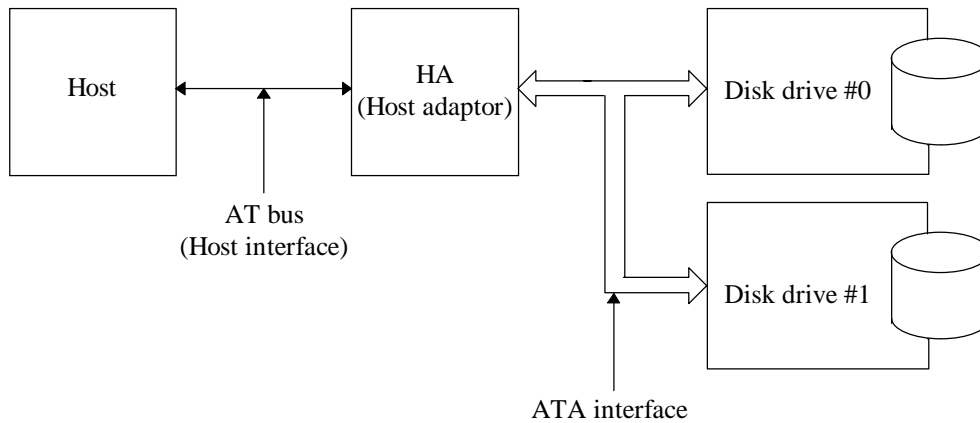 Host
HA
(Host adaptor)
Disk drive #0
AT bus
(Host interface)
Disk drive #1
ATA interface